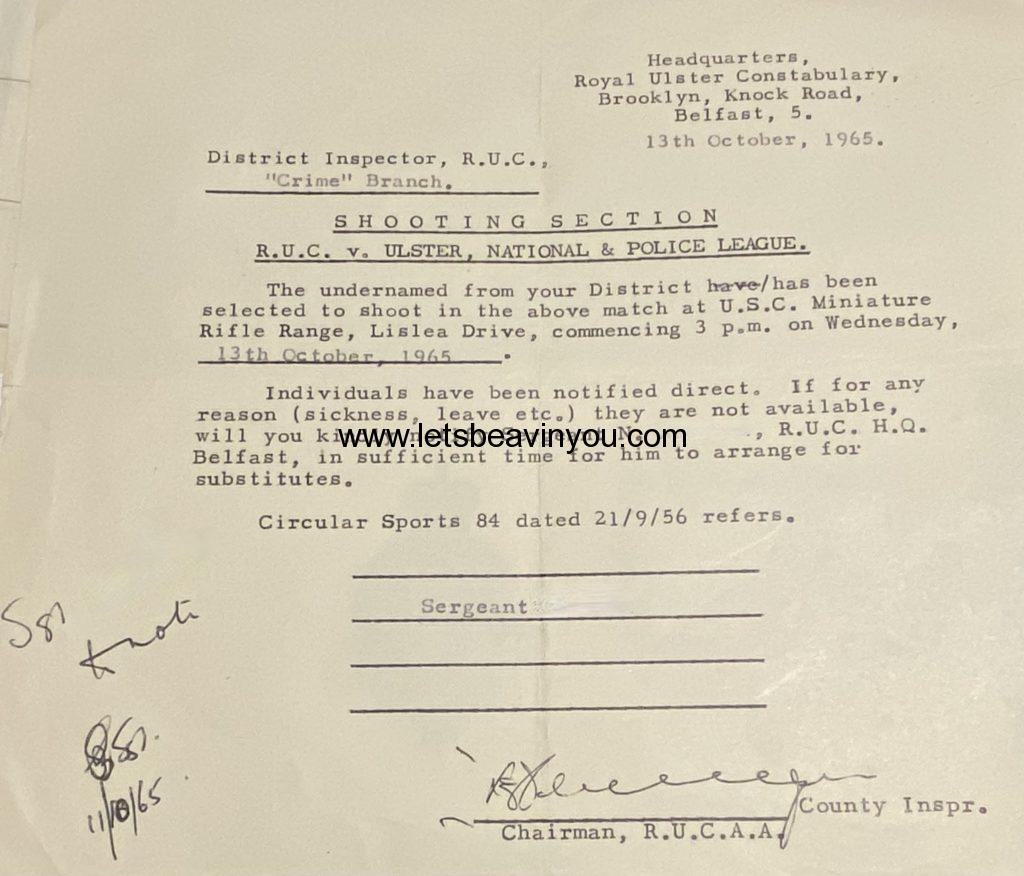 Headquarters,
Royal Ulster Constabulary,
Brooklyn, Knock Road,
Belfast, 5.
13th October, 1965.
District Inspector, R.U.C.,
"Crime" Branch.
SHOOTING SECTION
R.U.C. v. ULSTER, NATIONAL & POLICE LEAGUE.
The undernamed from your District have/has been
selected to shoot in the above match at U.S.C. Miniature
Rifle Range, Lislea Drive, commencing 3 p.m. on Wednesday,
13th October, 1965.
Individuals have been notified direct. If for any
reason (sickness, leave etc.) they are not available,
will you Sergeant N. , R.U.C. H.Q.
www.letsbeavinyou.com
Belfast, in sufficient time for him to arrange for
substitutes.
Circular Sports 84 dated 21/9/56 refers.
Sergeant
Sgt
11/10/65
County Inspr.
Chairman, R.U.C.A.A.